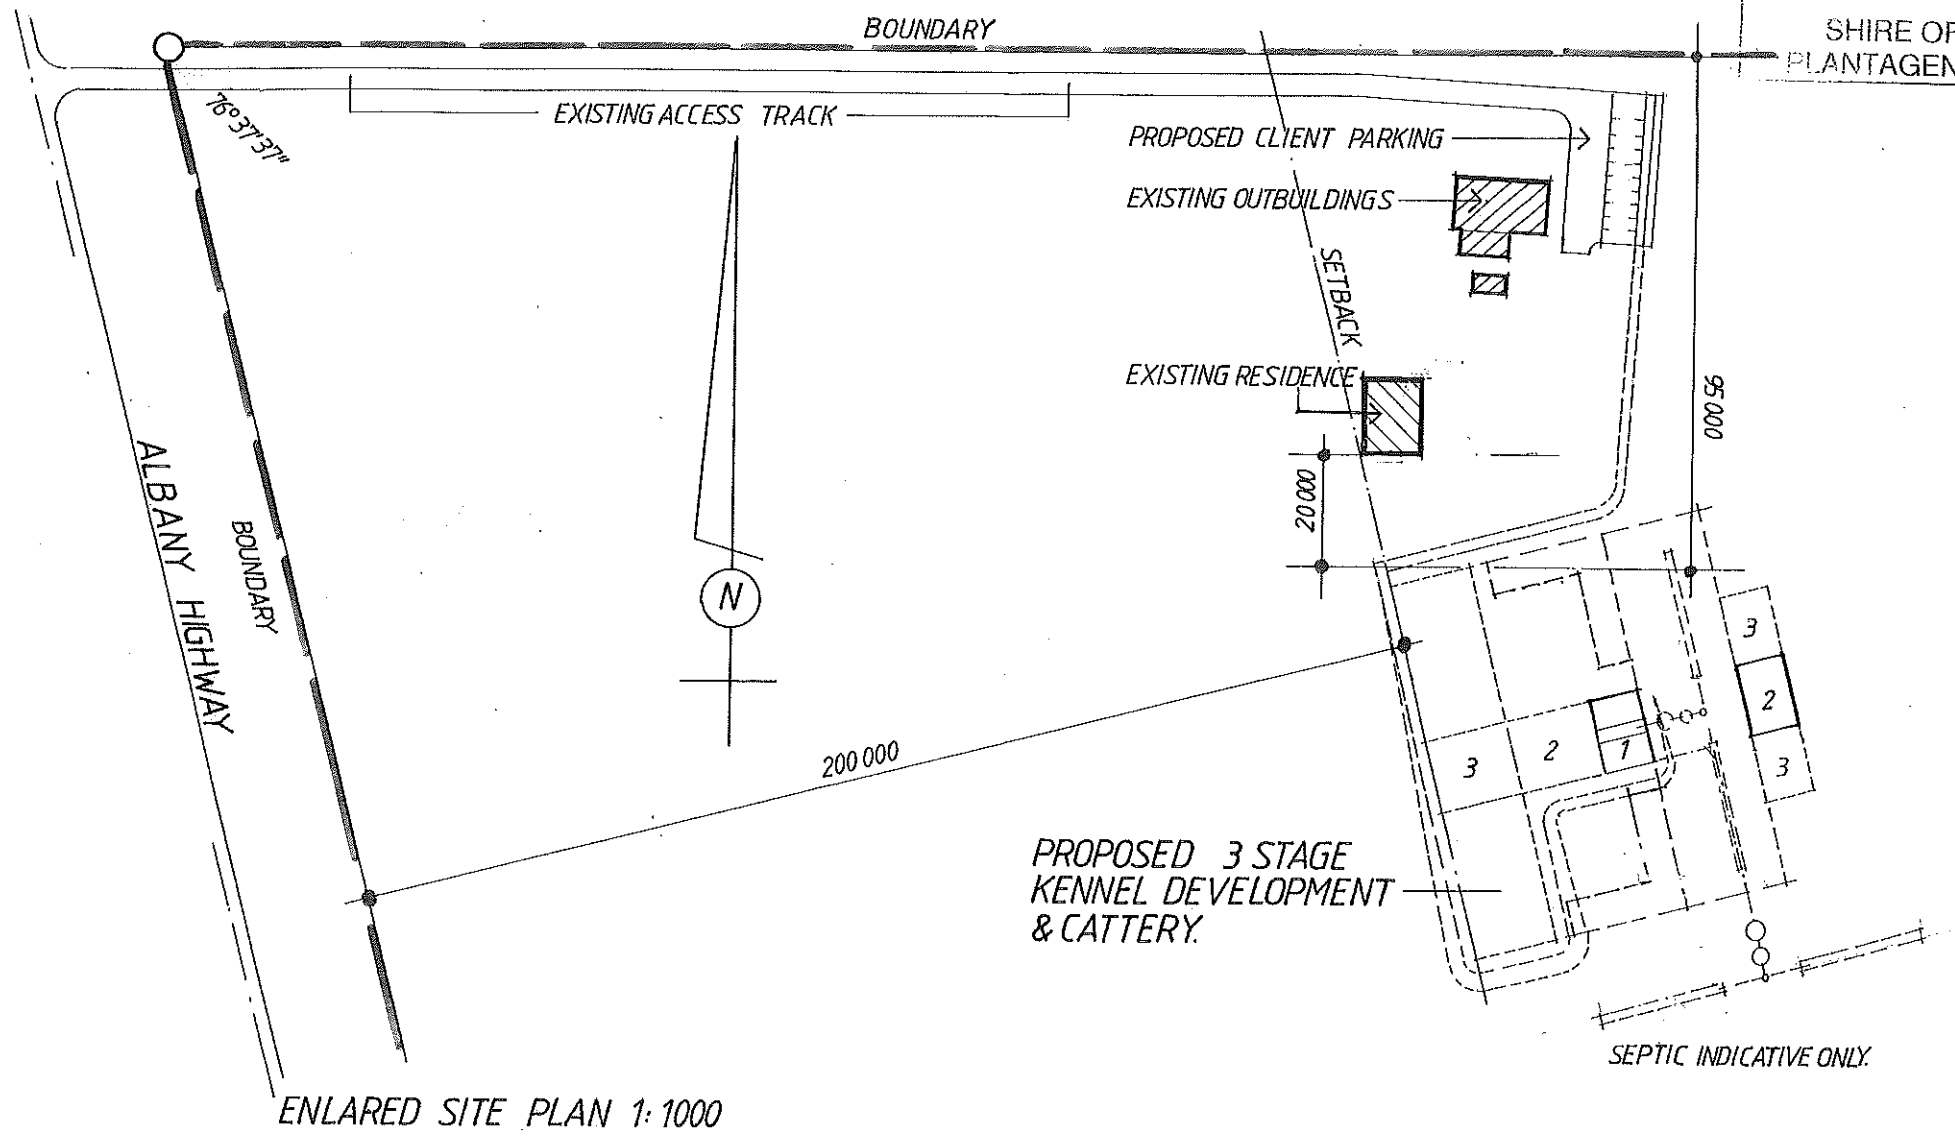 BOUNDARY
SHIRE OF
PLANTAGEN
76°37'37"
EXISTING ACCESS TRACK
PROPOSED CLIENT PARKING
EXISTING OUTBUILDINGS
SETBACK
EXISTING RESIDENCE
95 000
20 000
ALBANY HIGHWAY
BOUNDARY
N
3
2
3
200 000
3
2
1
PROPOSED 3 STAGE
KENNEL DEVELOPMENT
& CATTERY.
SEPTIC INDICATIVE ONLY.
ENLARED SITE PLAN 1:1000